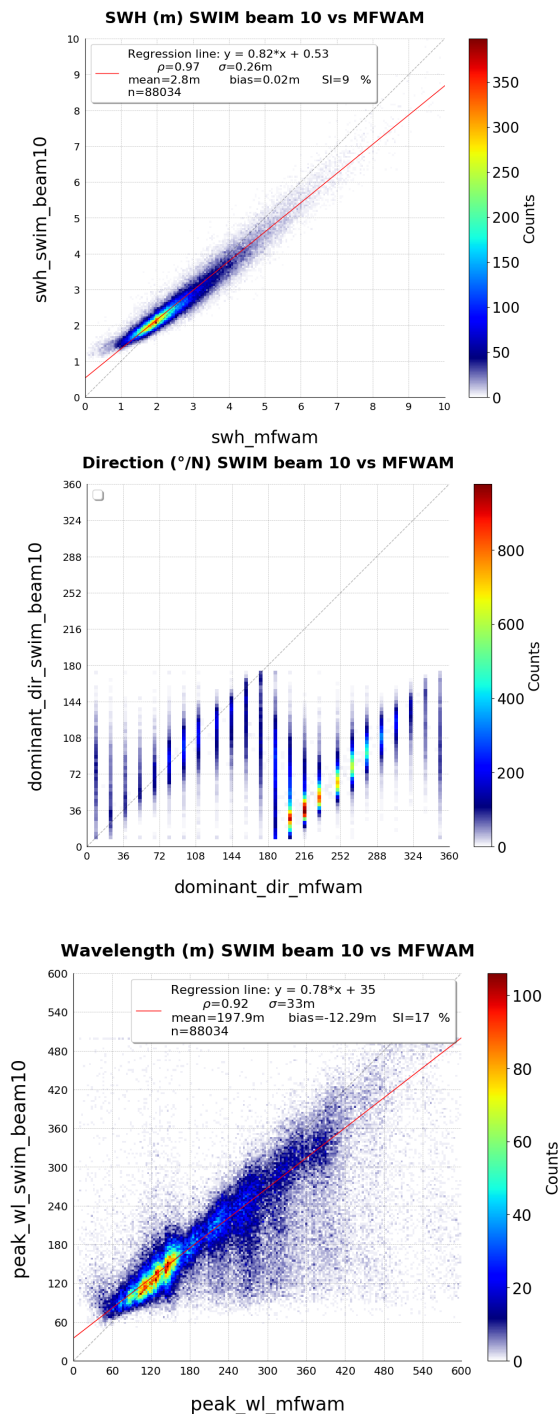 SWH (m) SWIM beam 10 vs MFWAM
Regression line: y = 0.82*x + 0.53
ρ=0.97 σ=0.26m
mean=2.8m bias=0.02m SI=9 %
n=88034
10
9
8
7
6
5
4
3
2
1
0
swh_swim_beam10
0 1 2 3 4 5 6 7 8 9 10
swh_mfwam
350
300
250
200
150
100
50
0
Counts
Direction (°/N) SWIM beam 10 vs MFWAM
360
324
288
252
216
180
144
108
72
36
0
dominant_dir_swim_beam10
0 36 72 108 144 180 216 252 288 324 360
dominant_dir_mfwam
800
600
400
200
0
Counts
Wavelength (m) SWIM beam 10 vs MFWAM
Regression line: y = 0.78*x + 35
ρ=0.92 σ=33m
mean=197.9m bias=-12.29m SI=17 %
n=88034
600
540
480
420
360
300
240
180
120
60
0
peak_wl_swim_beam10
0 60 120 180 240 300 360 420 480 540 600
peak_wl_mfwam
100
80
60
40
20
0
Counts